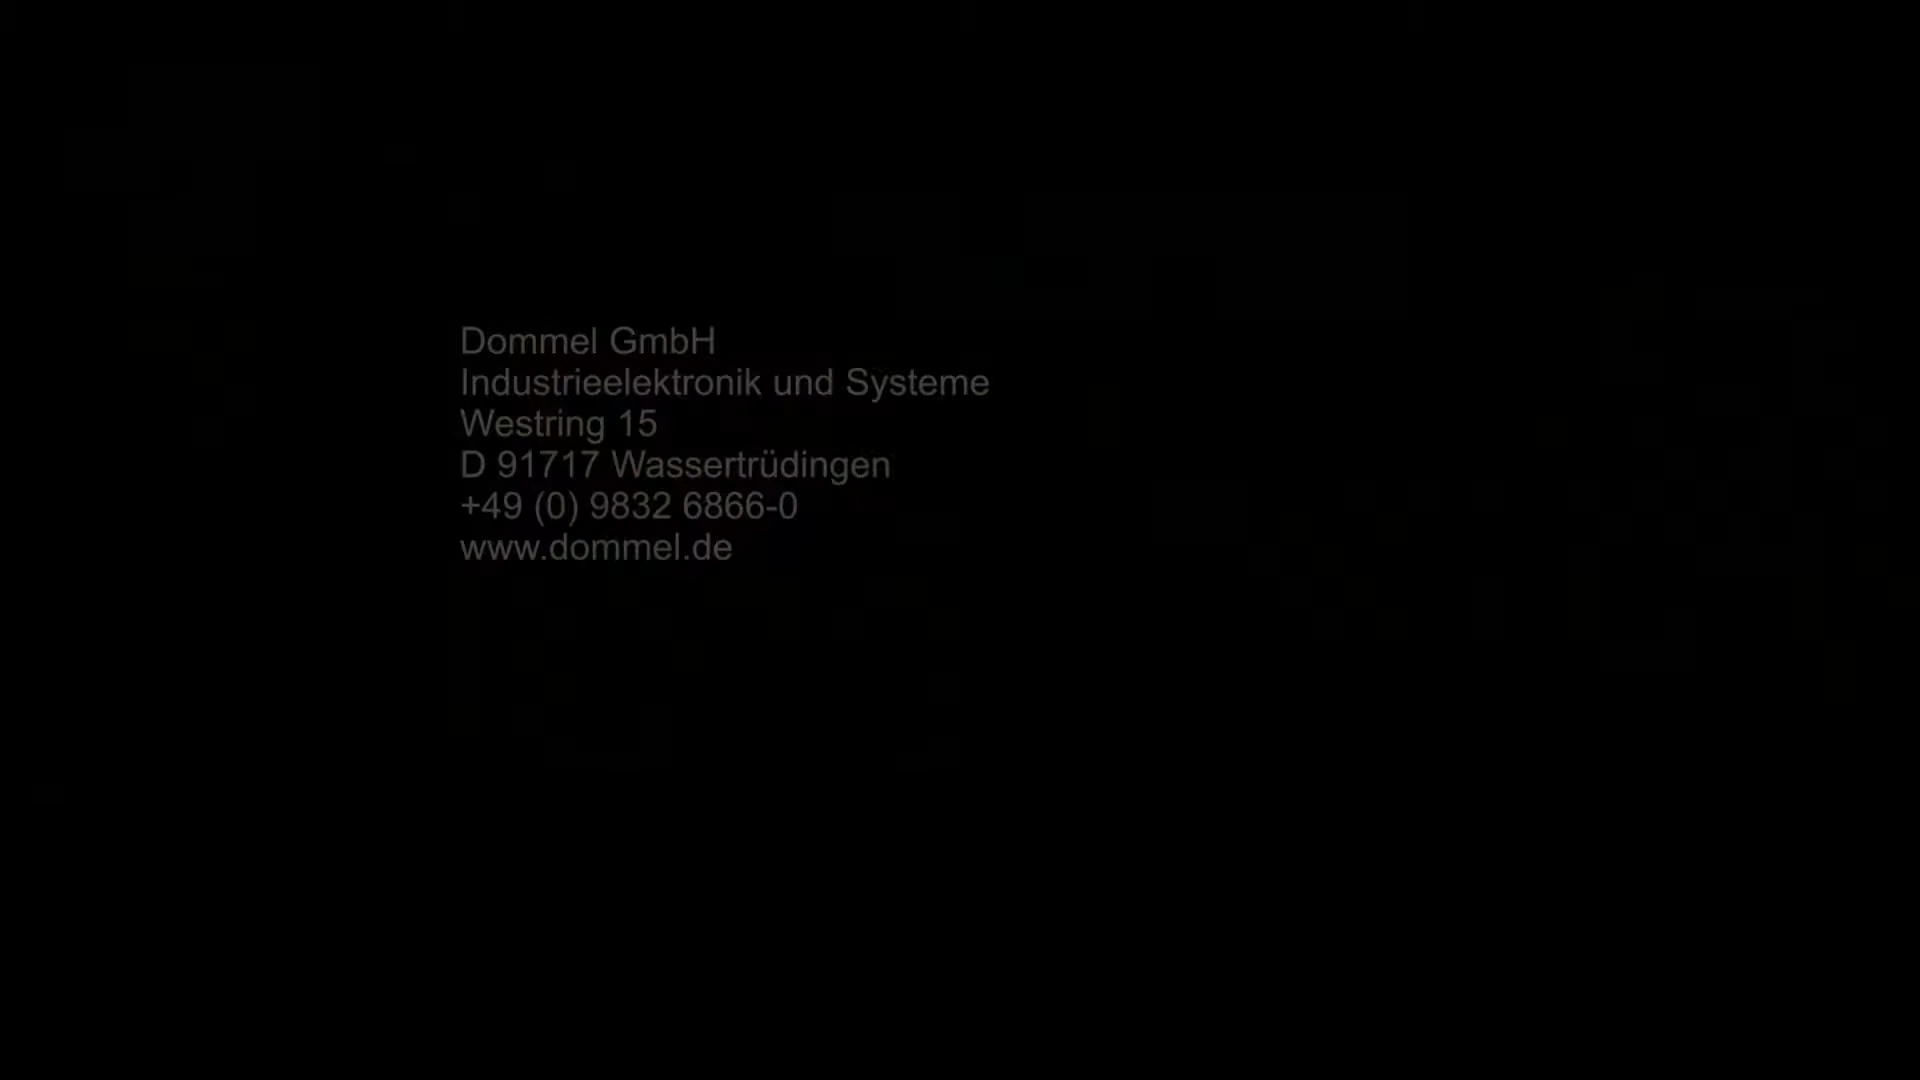 Dommel GmbH
Industrieelektronik und Systeme
Westring 15
D 91717 Wassertrüdingen
+49 (0) 9832 6866-0
www.dommel.de